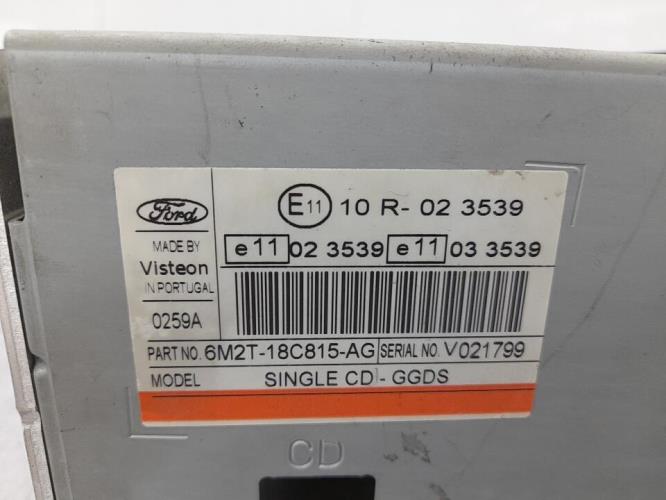 Ford
MADE BY
Visteon
IN PORTUGAL
0259A
E11 10 R- 02 3539
e11 02 3539 e11 03 3539
PART NO. 6M2T-18C815-AG SERIAL NO. V021799
MODEL SINGLE CD - GGDS
CD